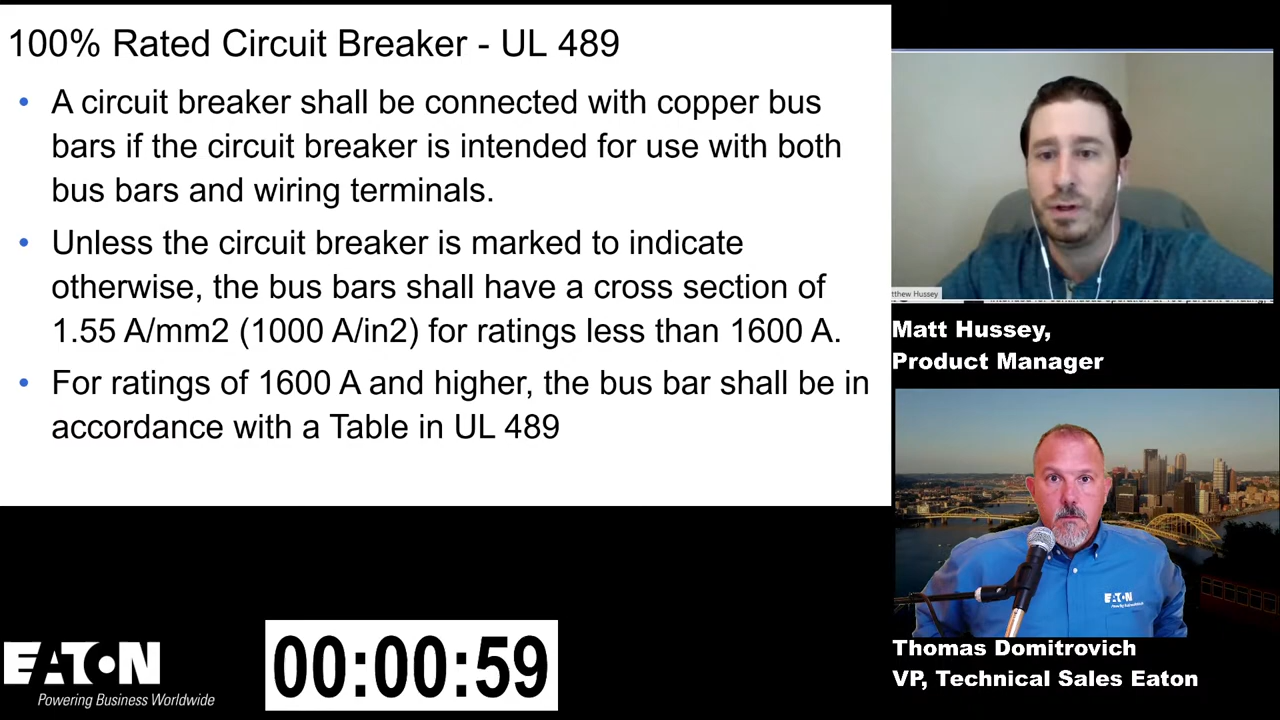 100% Rated Circuit Breaker - UL 489
• A circuit breaker shall be connected with copper bus
bars if the circuit breaker is intended for use with both
bus bars and wiring terminals.
• Unless the circuit breaker is marked to indicate
otherwise, the bus bars shall have a cross section of
1.55 A/mm2 (1000 A/in2) for ratings less than 1600 A.
• For ratings of 1600 A and higher, the bus bar shall be in
accordance with a Table in UL 489
tthew Hussey
Matt Hussey,
Product Manager
EATON
Thomas Domitrovich
VP, Technical Sales Eaton
EATON
Powering Business Worldwide
00:00:59